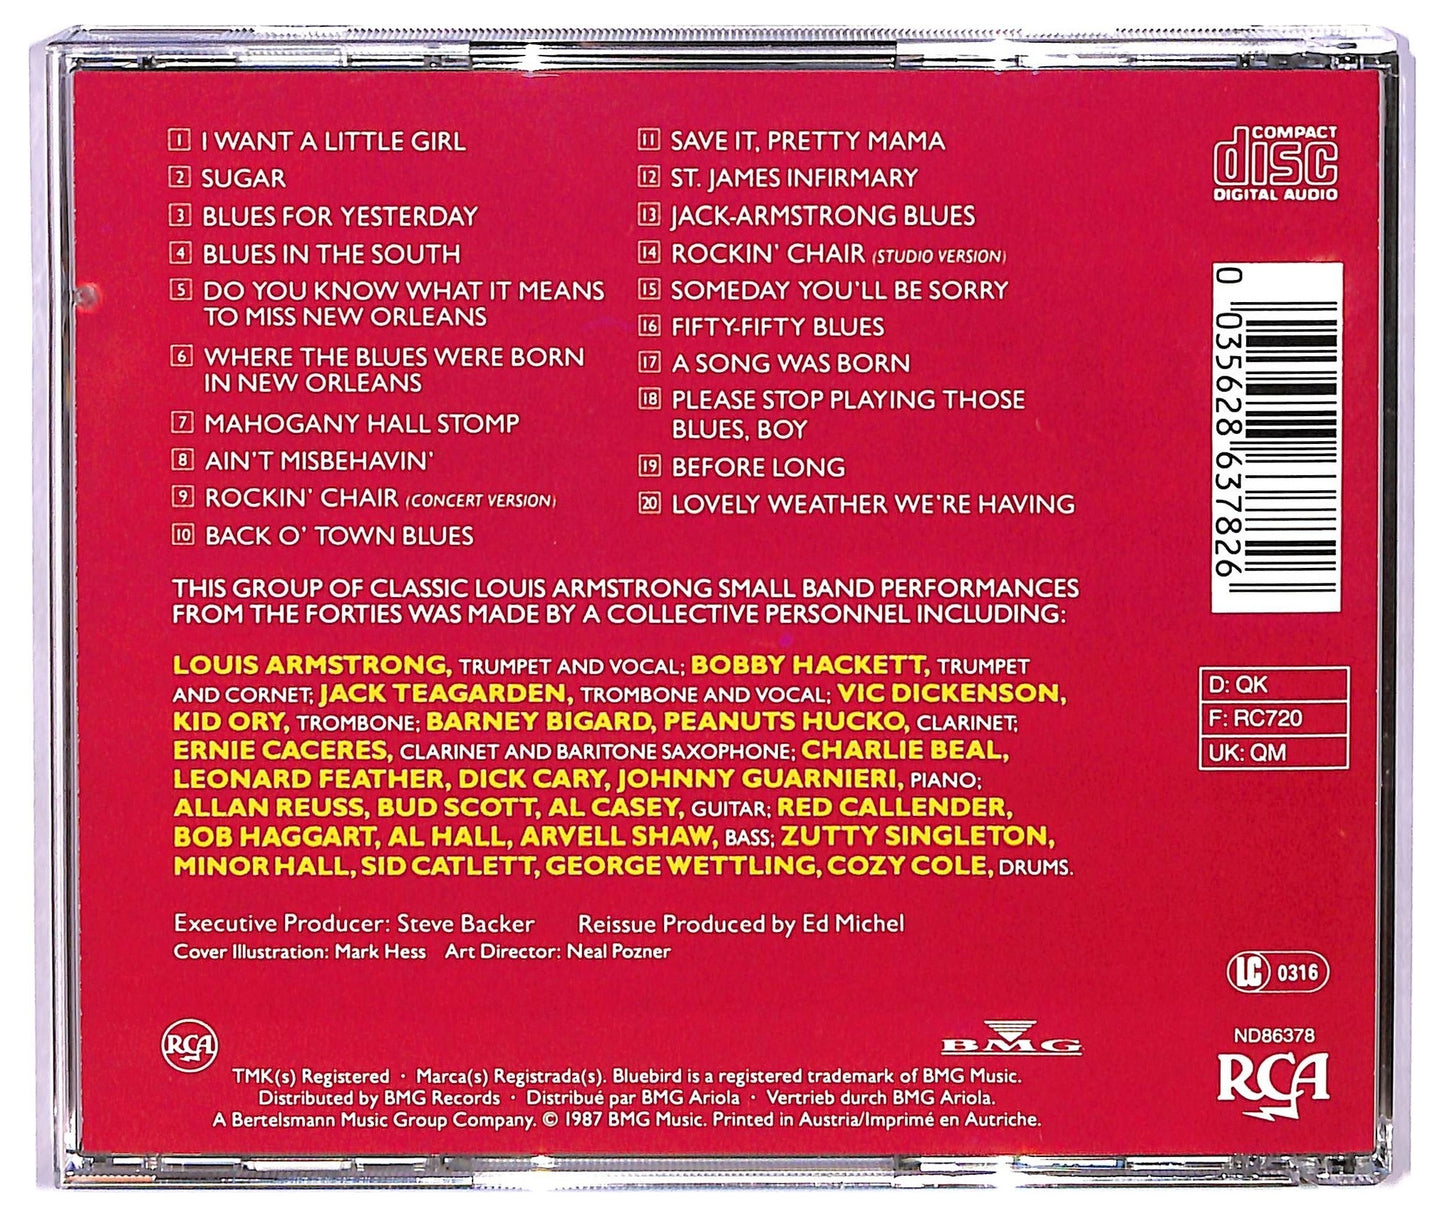 1 I WANT A LITTLE GIRL
2 SUGAR
3 BLUES FOR YESTERDAY
4 BLUES IN THE SOUTH
5 DO YOU KNOW WHAT IT MEANS
TO MISS NEW ORLEANS
6 WHERE THE BLUES WERE BORN
IN NEW ORLEANS
7 MAHOGANY HALL STOMP
8 AIN'T MISBEHAVIN'
9 ROCKIN' CHAIR (CONCERT VERSION)
10 BACK O' TOWN BLUES
11 SAVE IT, PRETTY MAMA
12 ST. JAMES INFIRMARY
13 JACK-ARMSTRONG BLUES
14 ROCKIN' CHAIR (STUDIO VERSION)
15 SOMEDAY YOU'LL BE SORRY
16 FIFTY-FIFTY BLUES
17 A SONG WAS BORN
18 PLEASE STOP PLAYING THOSE
BLUES, BOY
19 BEFORE LONG
20 LOVELY WEATHER WE'RE HAVING
COMPACT
disc
DIGITAL AUDIO
0 035628 637826
THIS GROUP OF CLASSIC LOUIS ARMSTRONG SMALL BAND PERFORMANCES
FROM THE FORTIES WAS MADE BY A COLLECTIVE PERSONNEL INCLUDING:
LOUIS ARMSTRONG, TRUMPET AND VOCAL; BOBBY HACKETT, TRUMPET
AND CORNET; JACK TEAGARDEN, TROMBONE AND VOCAL; VIC DICKENSON,
KID ORY, TROMBONE; BARNEY BIGARD, PEANUTS HUCKO, CLARINET;
ERNIE CACERES, CLARINET AND BARITONE SAXOPHONE; CHARLIE BEAL,
LEONARD FEATHER, DICK CARY, JOHNNY GUARNIERI, PIANO;
ALLAN REUSS, BUD SCOTT, AL CASEY, GUITAR; RED CALLENDER,
BOB HAGGART, AL HALL, ARVELL SHAW, BASS; ZUTTY SINGLETON,
MINOR HALL, SID CATLETT, GEORGE WETTLING, COZY COLE, DRUMS.
D: QK
F: RC720
UK: QM
Executive Producer: Steve Backer Reissue Produced by Ed Michel
Cover Illustration: Mark Hess Art Director: Neal Pozner
LC 0316
RCA
BMG
ND86378
RCA
TMK(s) Registered · Marca(s) Registrada(s). Bluebird is a registered trademark of BMG Music.
Distributed by BMG Records · Distribué par BMG Ariola · Vertrieb durch BMG Ariola.
A Bertelsmann Music Group Company. © 1987 BMG Music. Printed in Austria/Imprimé en Autriche.